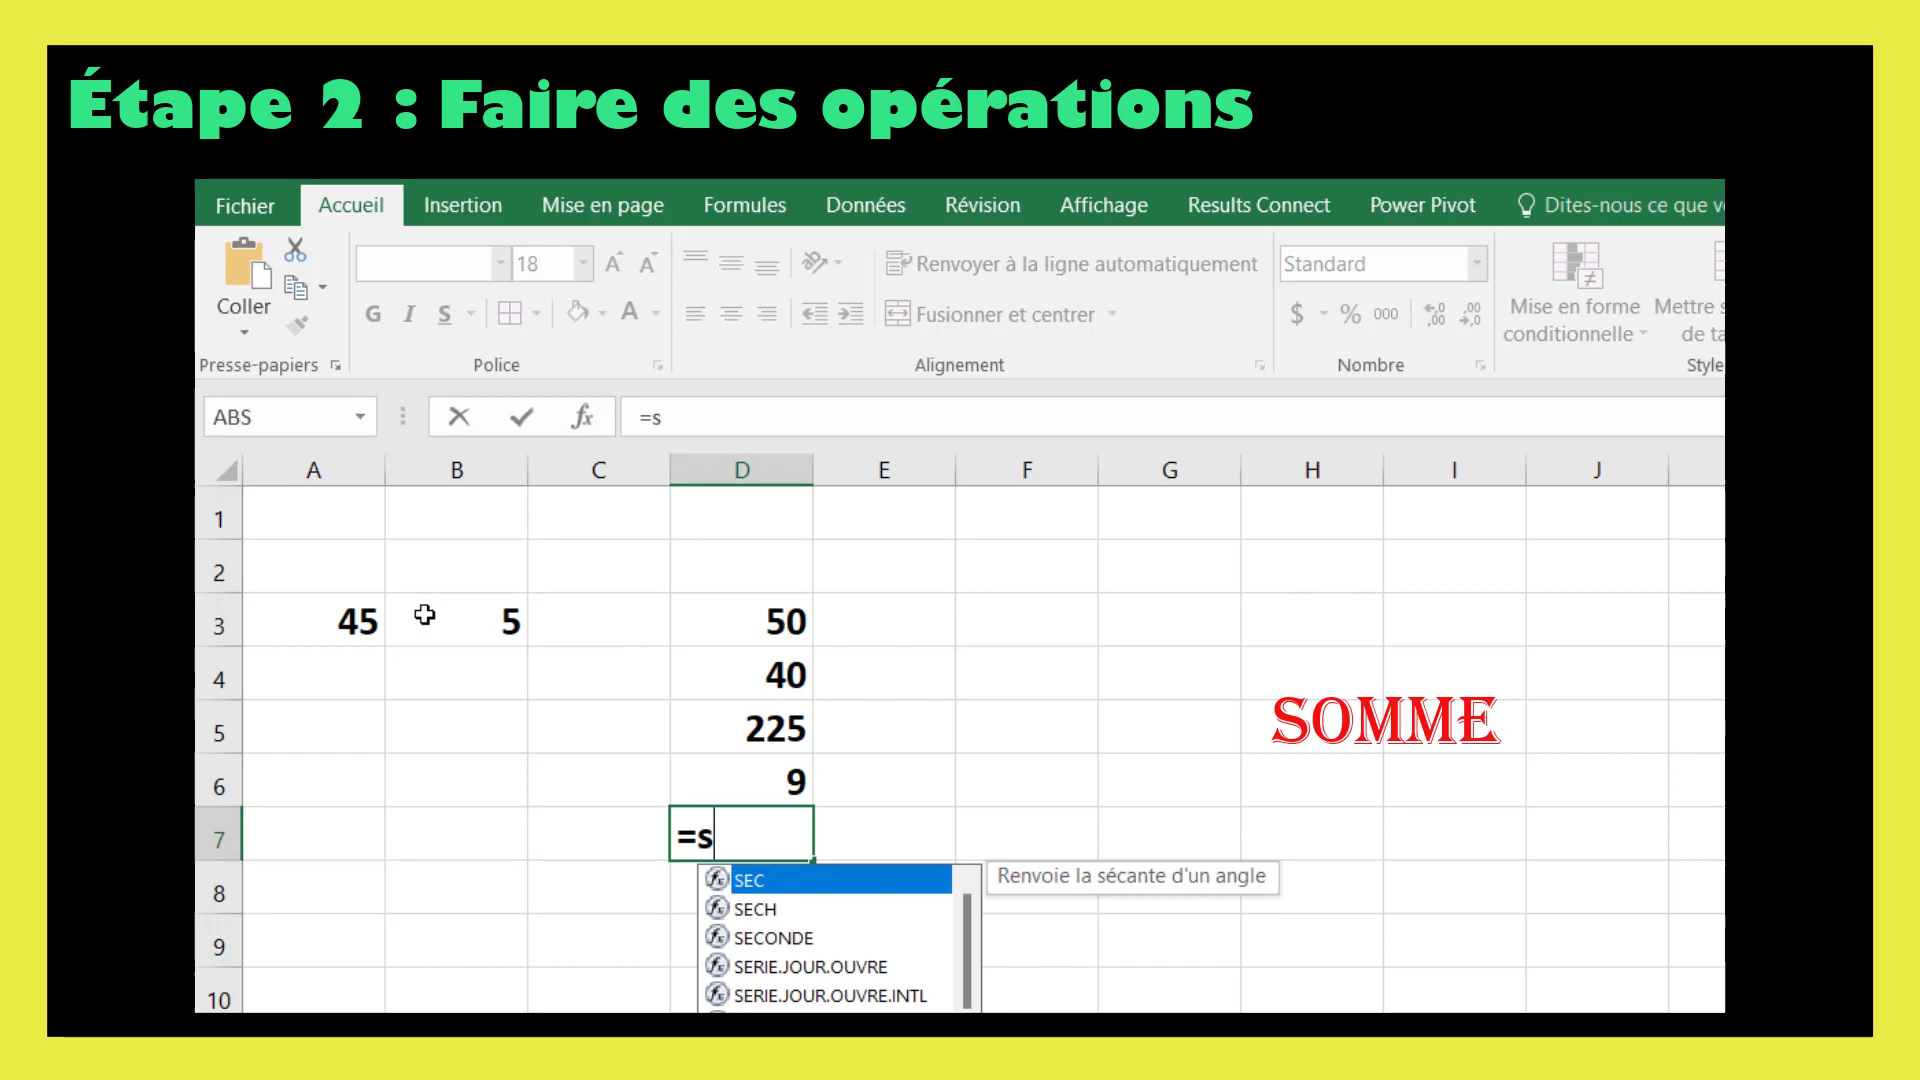 Étape 2 : Faire des opérations
Fichier Accueil Insertion Mise en page Formules Données Révision Affichage Results Connect Power Pivot Dites-nous ce que v
18 A A Renvoyer à la ligne automatiquement Standard
Coller G I S A Fusionner et centrer $ % 000 ,00 ,00 ,0 Mise en forme conditionnelle Mettre s de ta
Presse-papiers Police Alignement Nombre Style
ABS fx =s
A B C D E F G H I J
1
2
3 45 5 50
4 40
5 225 SOMME
6 9
7 =s
8 SEC Renvoie la sécante d'un angle
SECH
9 SECONDE
SERIE.JOUR.OUVRE
10 SERIE.JOUR.OUVRE.INTL